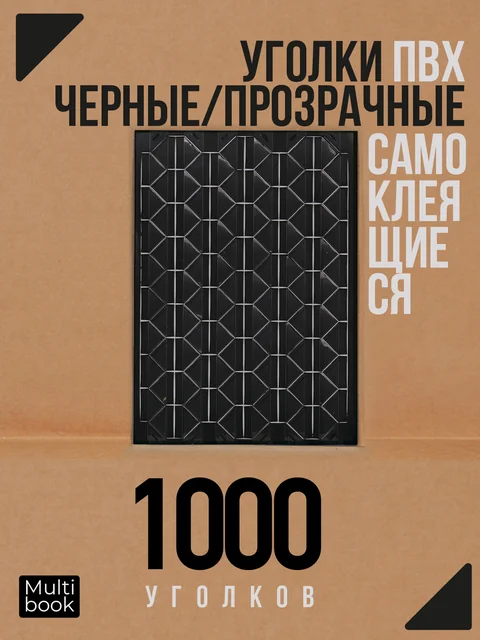 УГОЛКИ ПВХ
ЧЕРНЫЕ/ПРОЗРАЧНЫЕ
САМО
КЛЕЯ
ЩИЕ
СЯ
1000
УГОЛКОВ
Multi
book